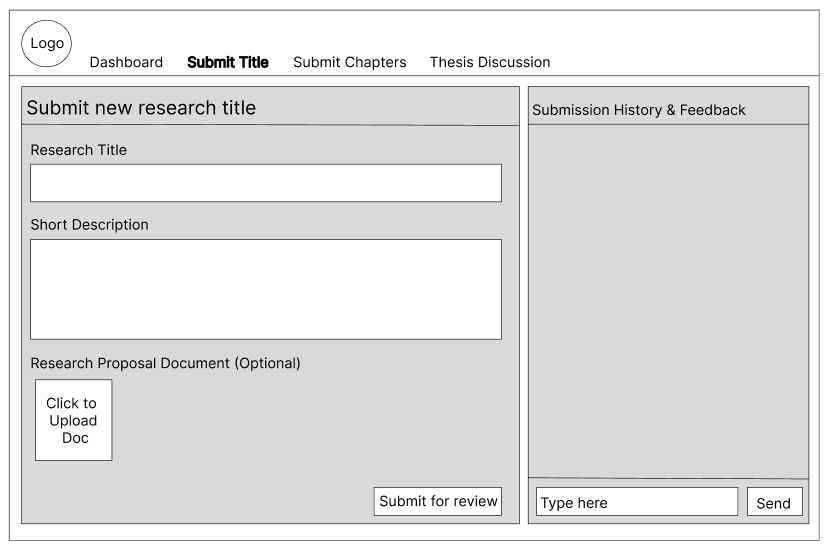 Logo
Dashboard
Submit Title
Submit Chapters
Thesis Discussion
Submit new research title
Research Title
Short Description
Research Proposal Document (Optional)
Click to
Upload
Doc
Submit for review
Submission History & Feedback
Type here
Send